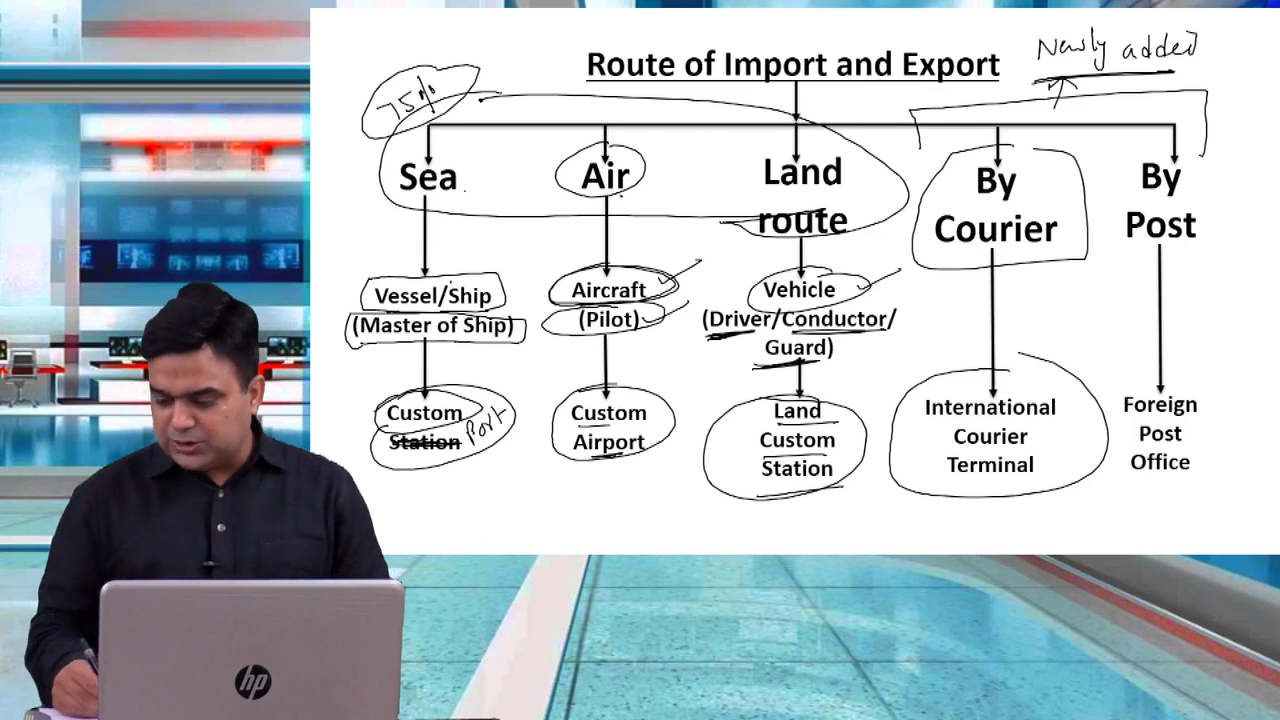 Newly added
Route of Import and Export
75%
Sea
Air
Land
route
By
Courier
By
Post
Vessel/Ship
(Master of Ship)
Aircraft
(Pilot)
Vehicle
(Driver/Conductor/
Guard)
Custom
Station Port
Custom
Airport
Land
Custom
Station
International
Courier
Terminal
Foreign
Post
Office
hp